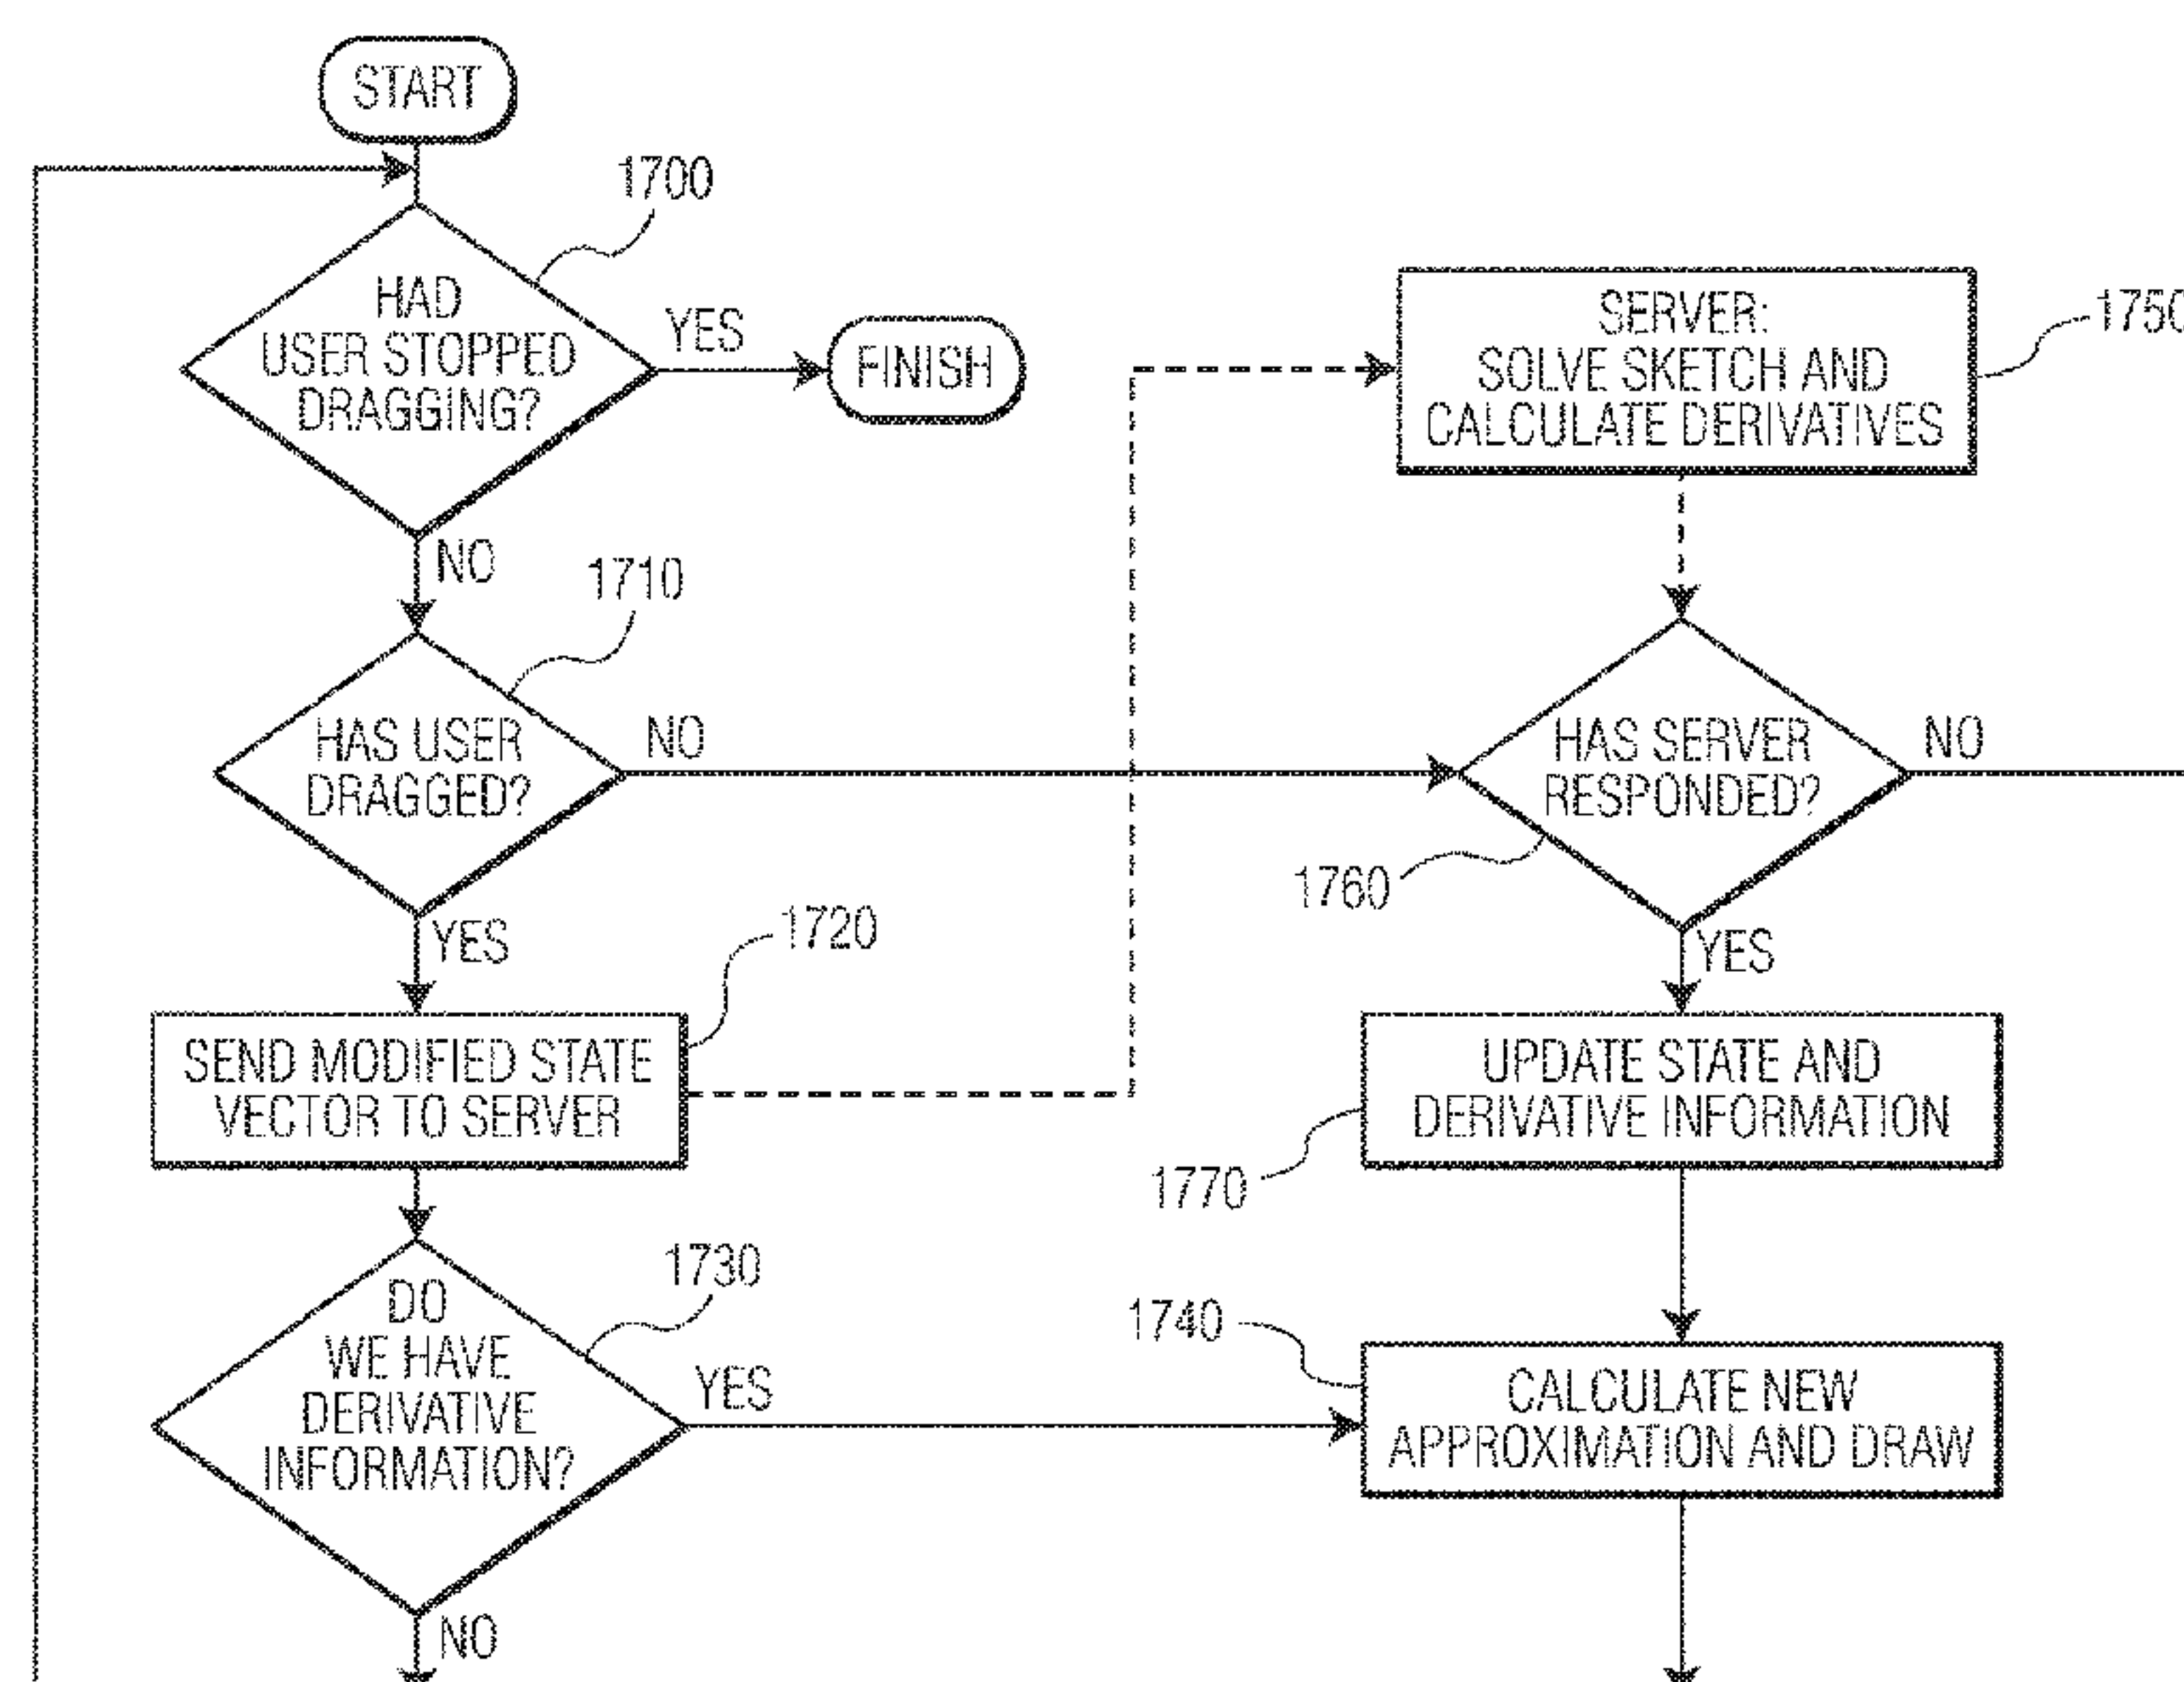 START
1700
HAD
USER STOPPED
DRAGGING?
YES
FINISH
NO
1710
HAS USER
DRAGGED?
NO
YES
1720
SEND MODIFIED STATE
VECTOR TO SERVER
1730
DO
WE HAVE
DERIVATIVE
INFORMATION?
YES
NO
SERVER:
SOLVE SKETCH AND
CALCULATE DERIVATIVES
1750
HAS SERVER
RESPONDED?
NO
1760
YES
UPDATE STATE AND
DERIVATIVE INFORMATION
1770
1740
CALCULATE NEW
APPROXIMATION AND DRAW